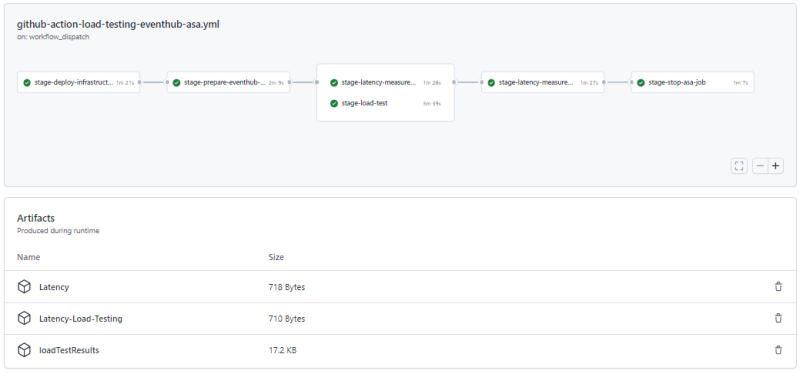 github-action-load-testing-eventhub-asa.yml
on: workflow_dispatch
stage-deploy-infrastruct... 1m 21s
stage-prepare-eventhub-... 2m 9s
stage-latency-measure... 1m 28s
stage-latency-measure... 1m 27s
stage-stop-asa-job 1m 7s
stage-load-test 5m 59s
Artifacts
Produced during runtime
Name Size
Latency 718 Bytes
Latency-Load-Testing 710 Bytes
loadTestResults 17.2 KB